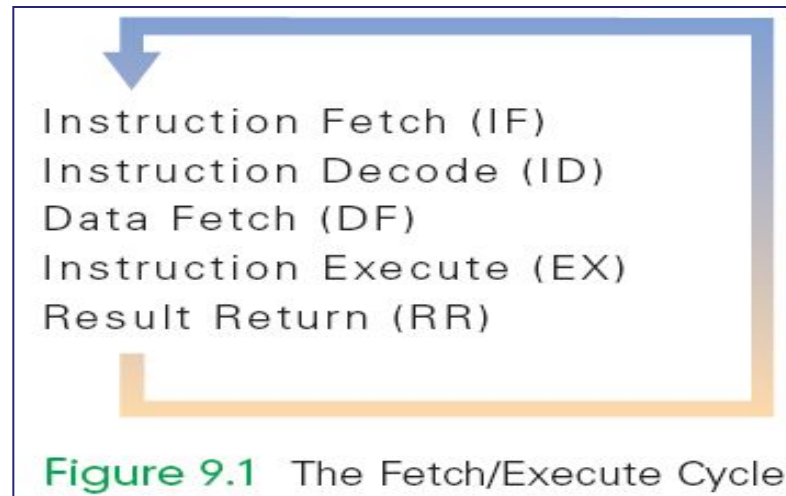 Instruction Fetch (IF)
Instruction Decode (ID)
Data Fetch (DF)
Instruction Execute (EX)
Result Return (RR)
Figure 9.1 The Fetch/Execute Cycle